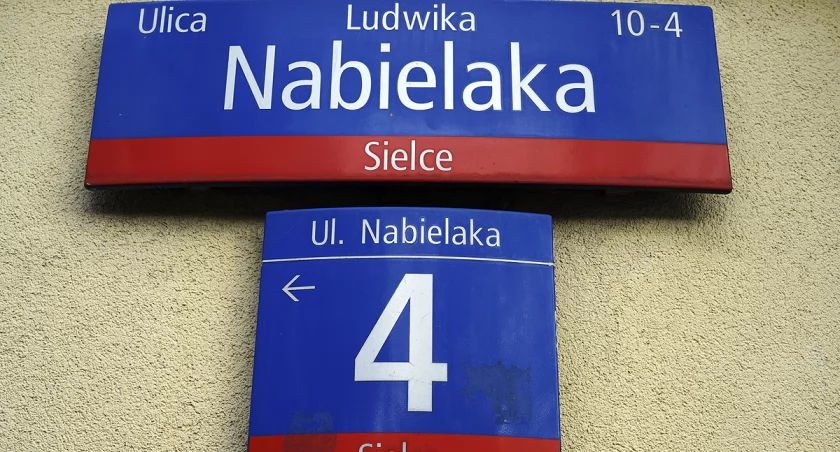 Ulica Ludwika 10-4
Nabielaka
Sielce
Ul. Nabielaka
←
4